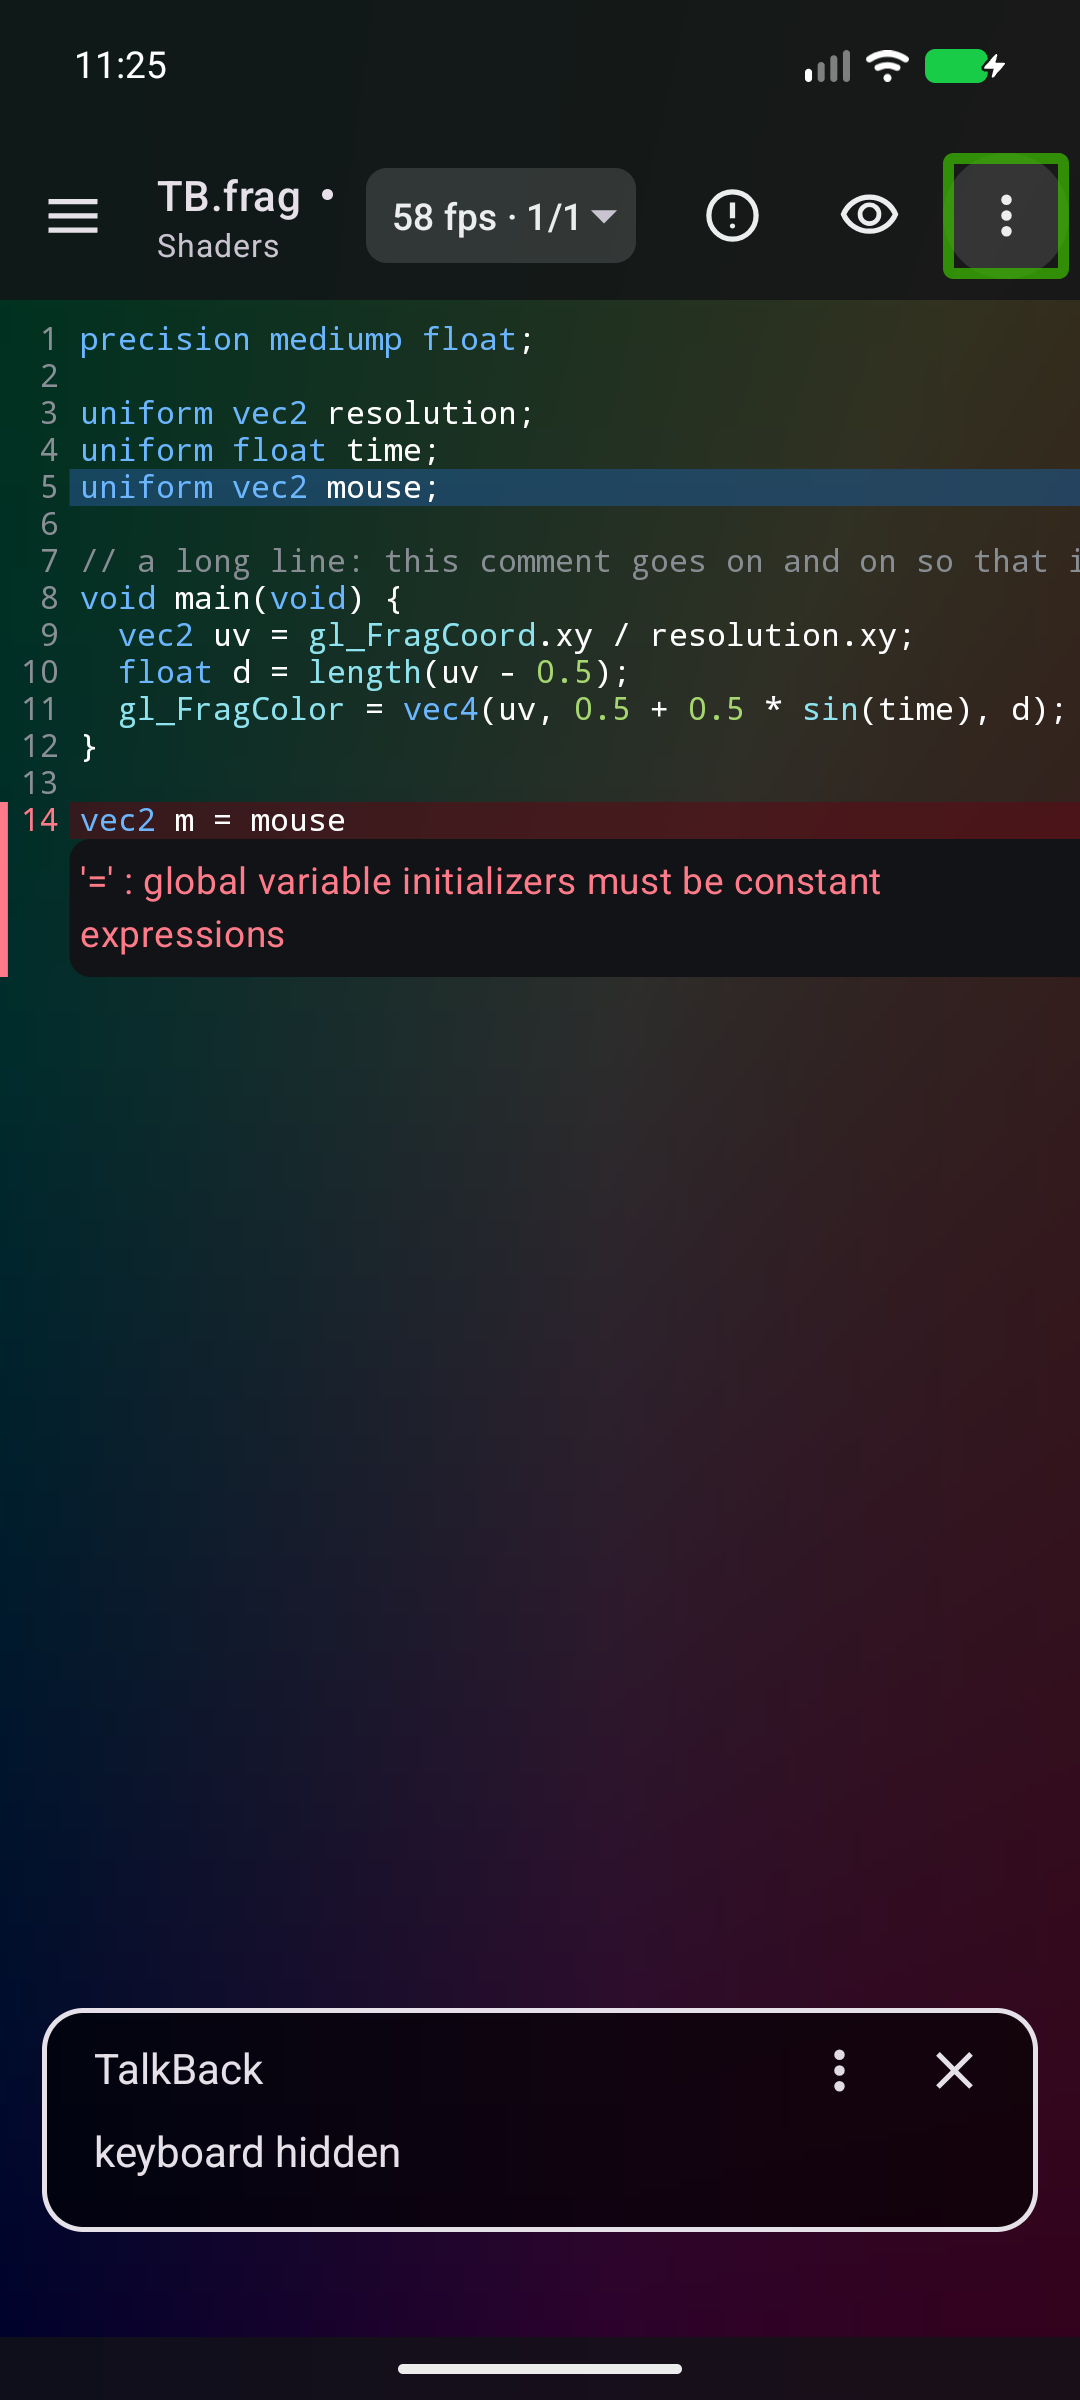 11:25
TB.frag •
Shaders
58 fps · 1/1
1 precision mediump float;
2
3 uniform vec2 resolution;
4 uniform float time;
5 uniform vec2 mouse;
6
7 // a long line: this comment goes on and on so that i
8 void main(void) {
9   vec2 uv = gl_FragCoord.xy / resolution.xy;
10   float d = length(uv - 0.5);
11   gl_FragColor = vec4(uv, 0.5 + 0.5 * sin(time), d);
12 }
13
14 vec2 m = mouse
'=' : global variable initializers must be constant
expressions
TalkBack
keyboard hidden